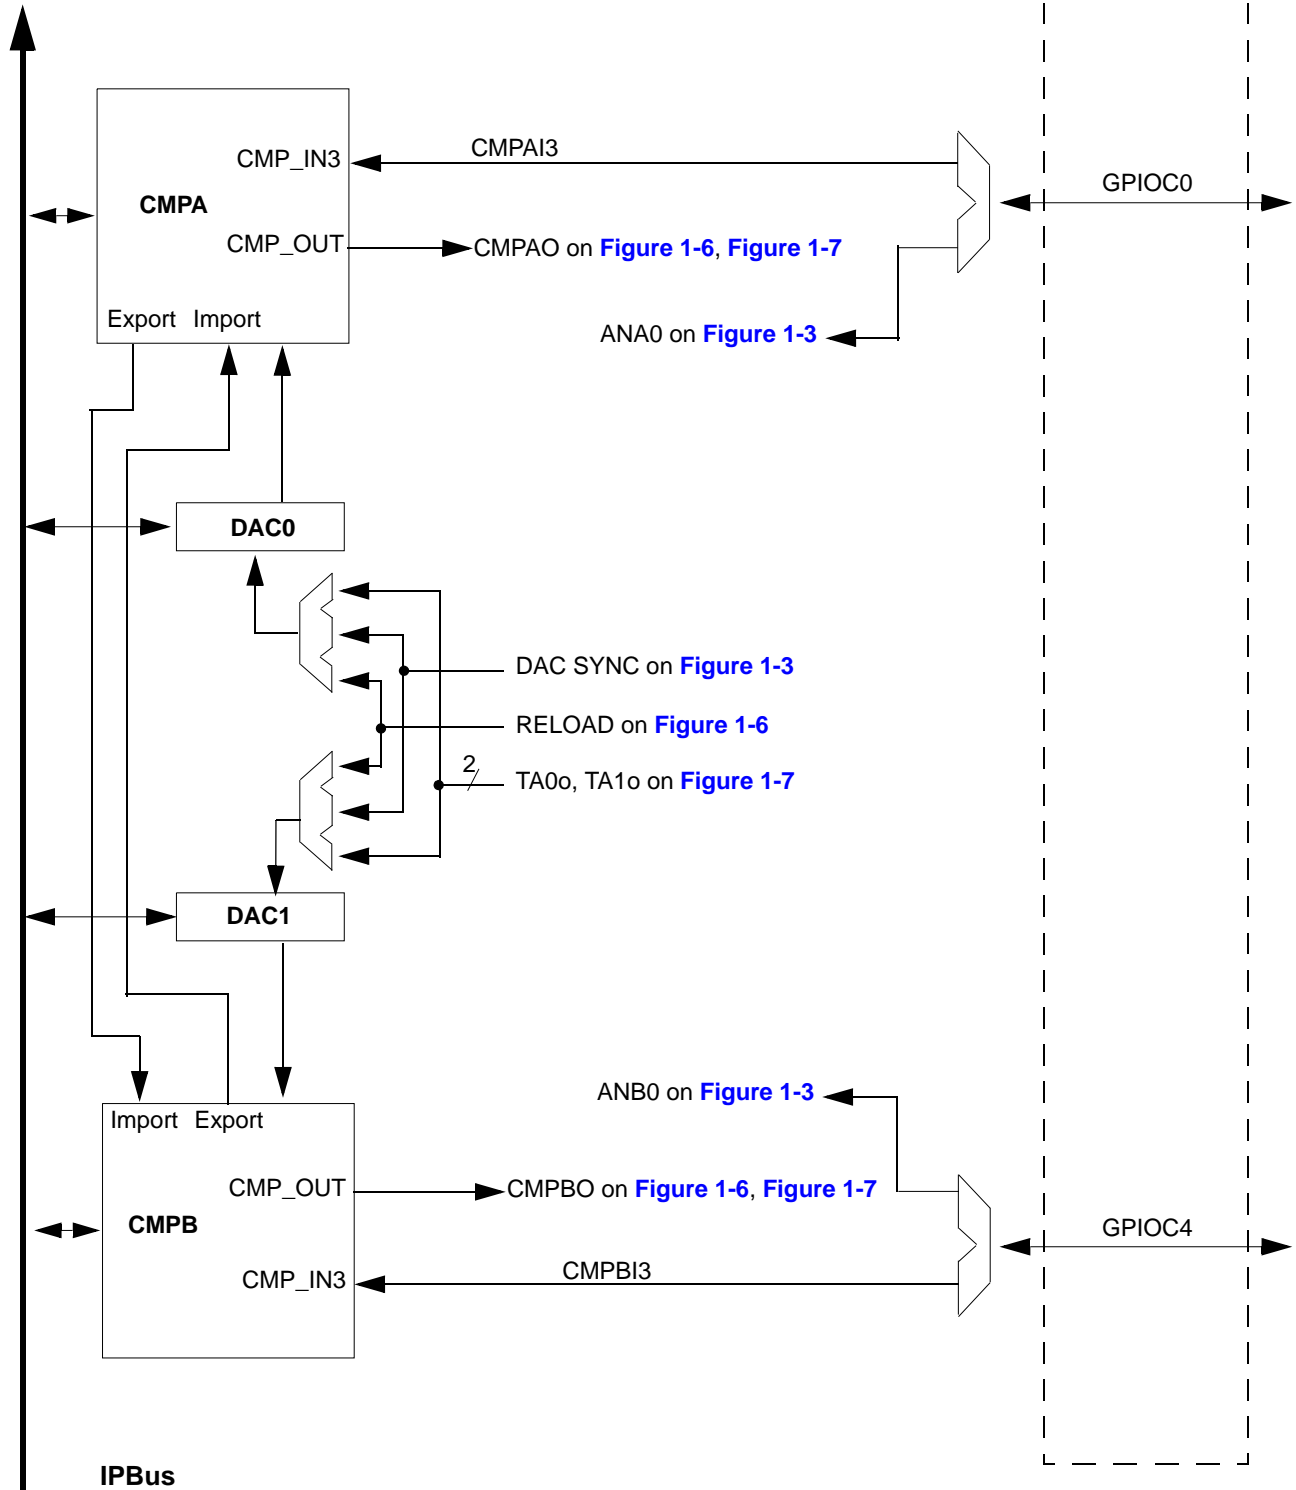 CMP_IN3
CMPAI3
GPIOC0
CMPA
CMP_OUT
CMPAO on Figure 1-6, Figure 1-7
Export Import
ANA0 on Figure 1-3
DAC0
DAC SYNC on Figure 1-3
RELOAD on Figure 1-6
2
TA0o, TA1o on Figure 1-7
DAC1
ANB0 on Figure 1-3
Import Export
CMP_OUT
CMPBO on Figure 1-6, Figure 1-7
CMPB
GPIOC4
CMP_IN3
CMPBI3
IPBus